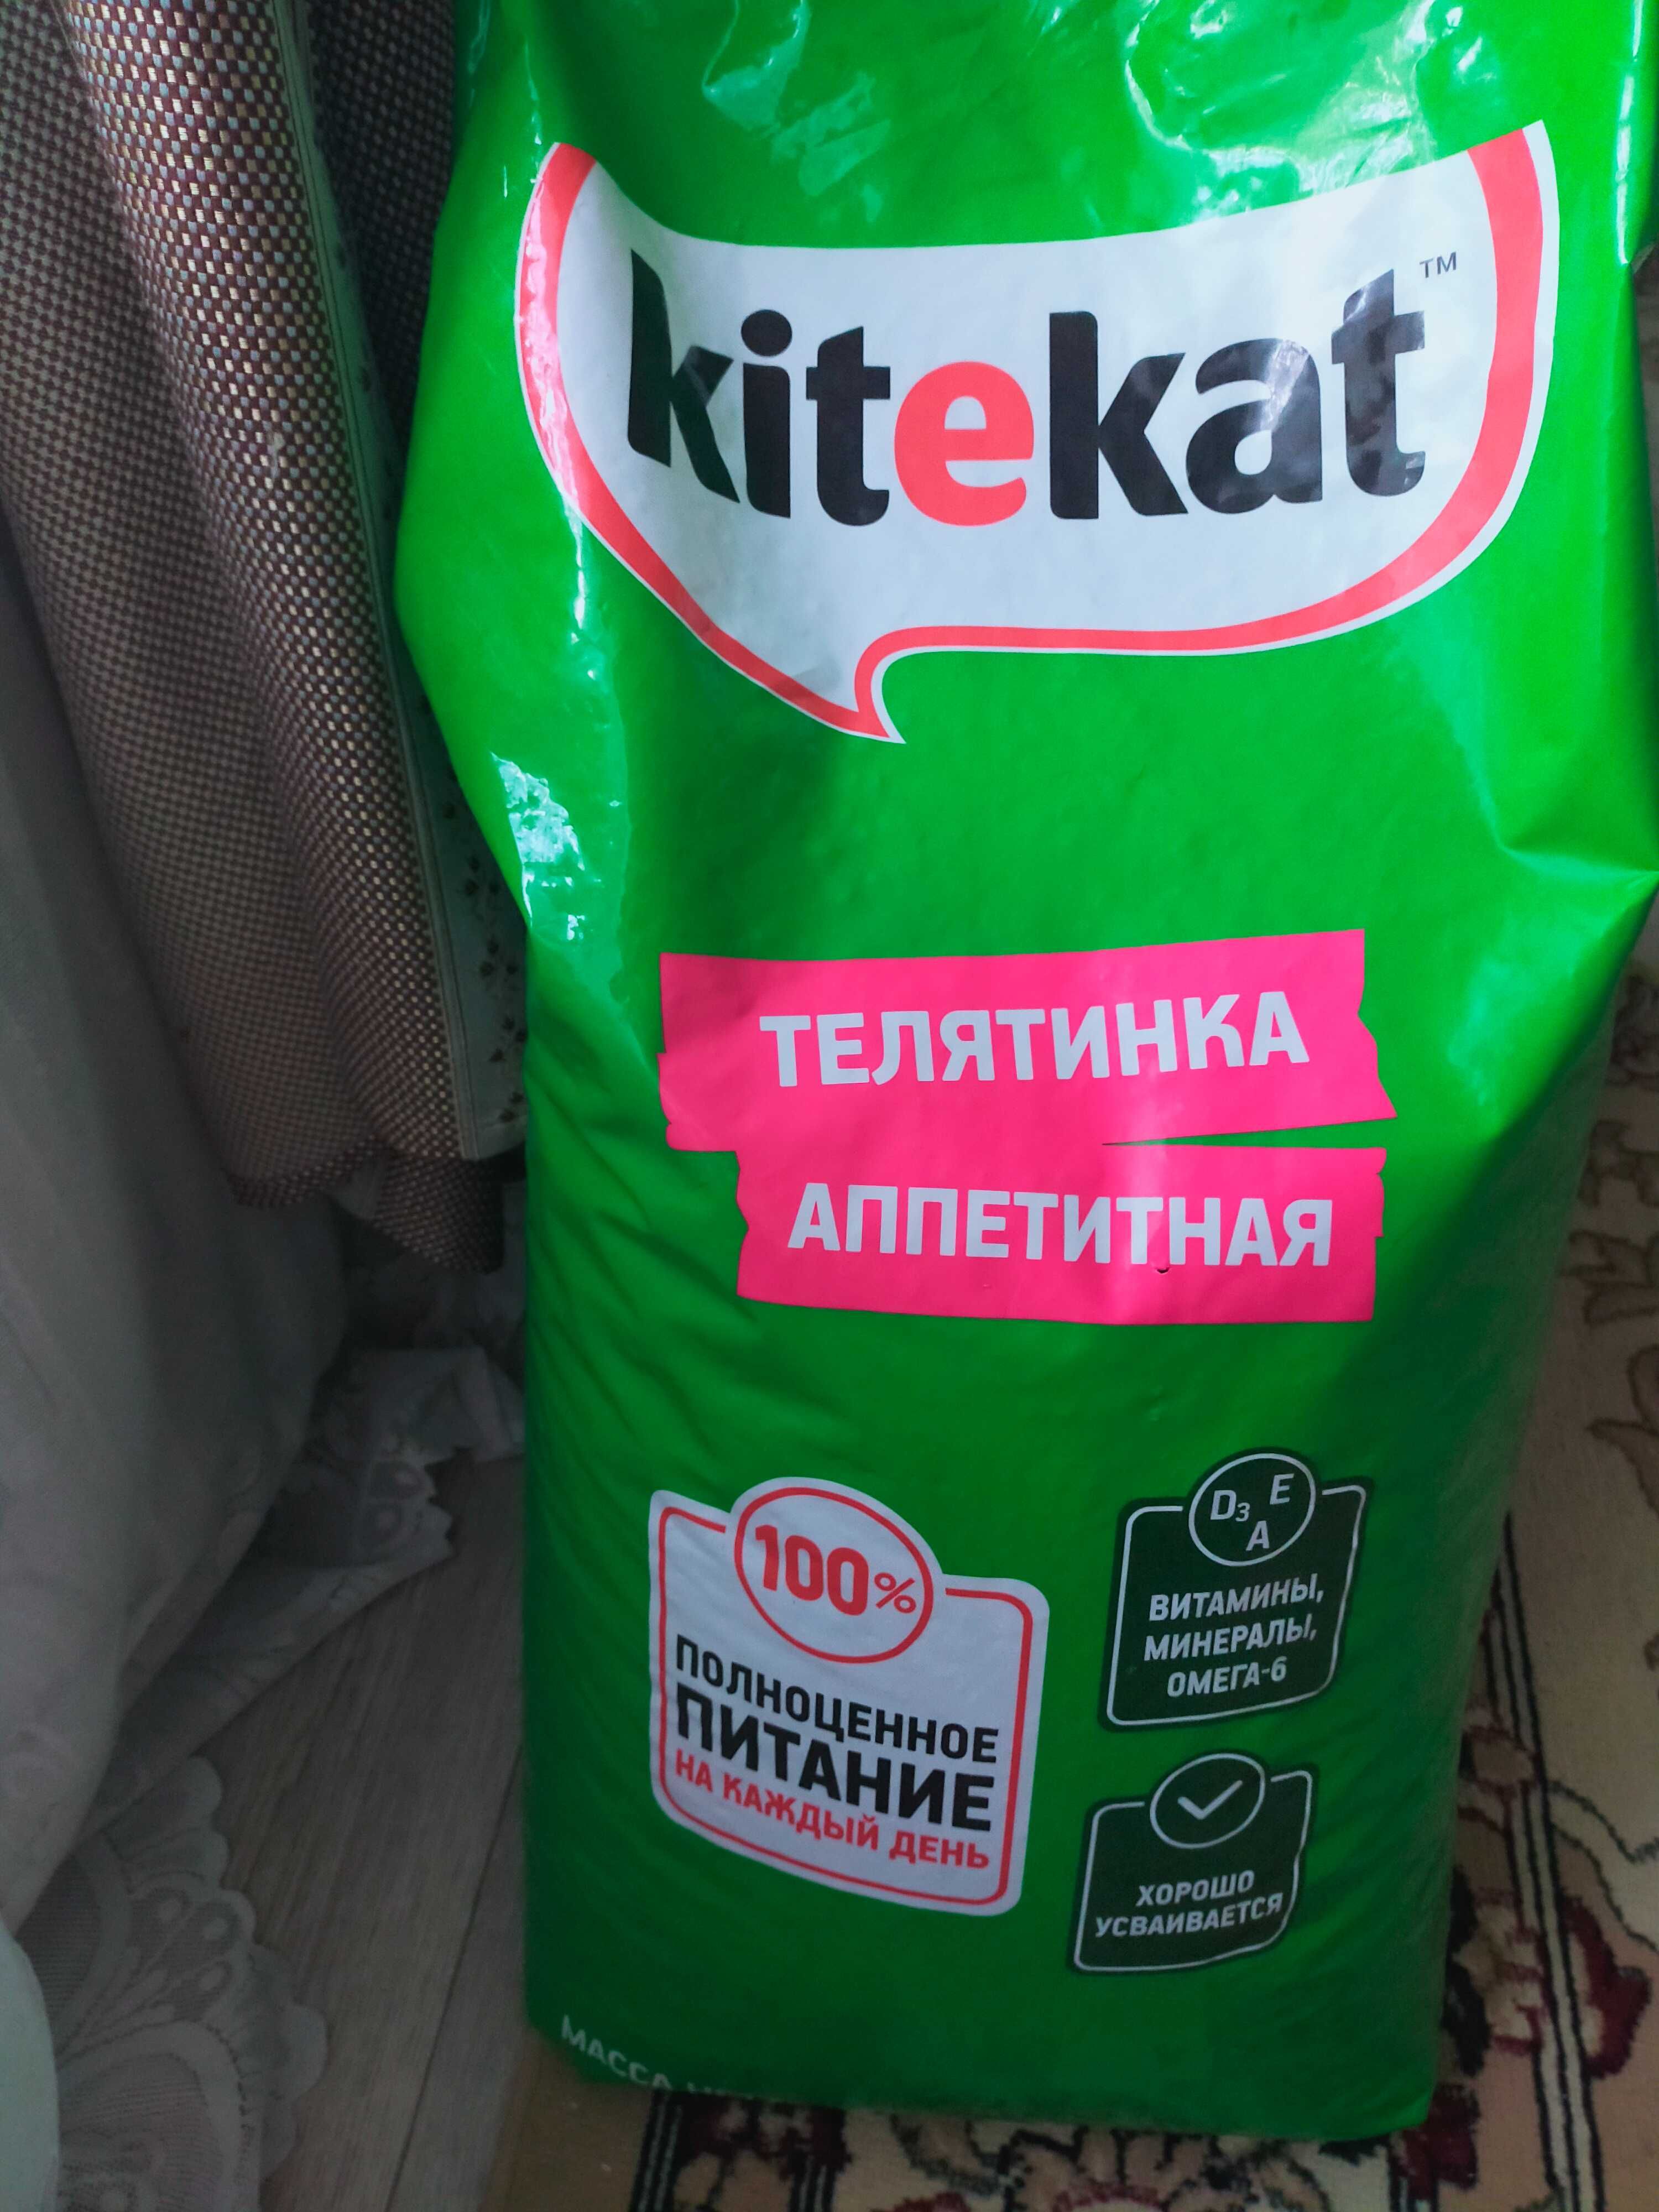 kitekat™
ТЕЛЯТИНКА
АППЕТИТНАЯ
100%
ПОЛНОЦЕННОЕ
ПИТАНИЕ
НА КАЖДЫЙ ДЕНЬ
D3 E
A
ВИТАМИНЫ,
МИНЕРАЛЫ,
ОМЕГА-6
ХОРОШО
УСВАИВАЕТСЯ
МАССА